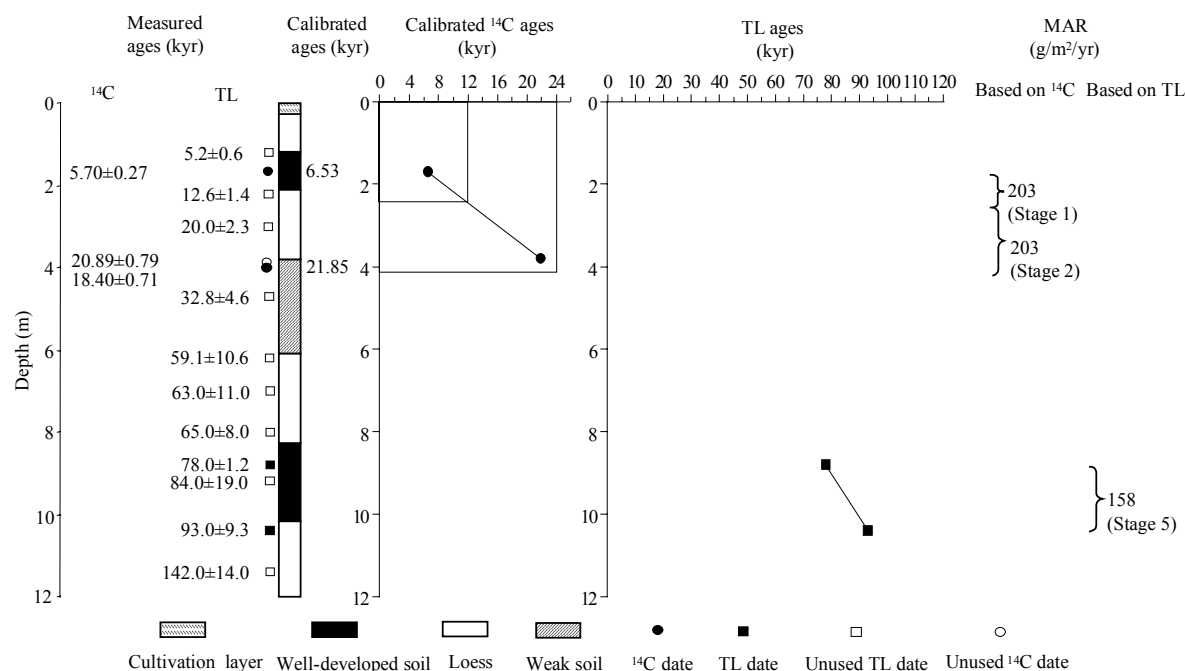 Measured
ages (kyr)
Calibrated
ages (kyr)
Calibrated ¹⁴C ages
(kyr)
TL ages
(kyr)
MAR
(g/m²/yr)
¹⁴C
TL
0 4 8 12 16 20 24
0 10 20 30 40 50 60 70 80 90 100 110 120
Based on ¹⁴C Based on TL
Depth (m)
0
2
4
6
8
10
12
5.70±0.27
20.89±0.79
18.40±0.71
5.2±0.6
12.6±1.4
20.0±2.3
32.8±4.6
59.1±10.6
63.0±11.0
65.0±8.0
78.0±1.2
84.0±19.0
93.0±9.3
142.0±14.0
6.53
21.85
0
2
4
6
8
10
12
0
2
4
6
8
10
12
203
(Stage 1)
203
(Stage 2)
158
(Stage 5)
Cultivation layer Well-developed soil Loess Weak soil ¹⁴C date TL date Unused TL date Unused ¹⁴C date